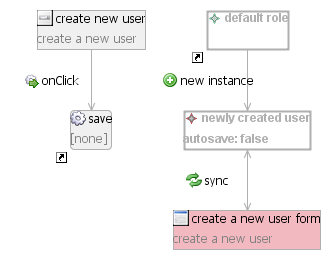 create new user
create a new user
onClick
save
[none]
default role
new instance
newly created user
autosave: false
sync
create a new user form
create a new user